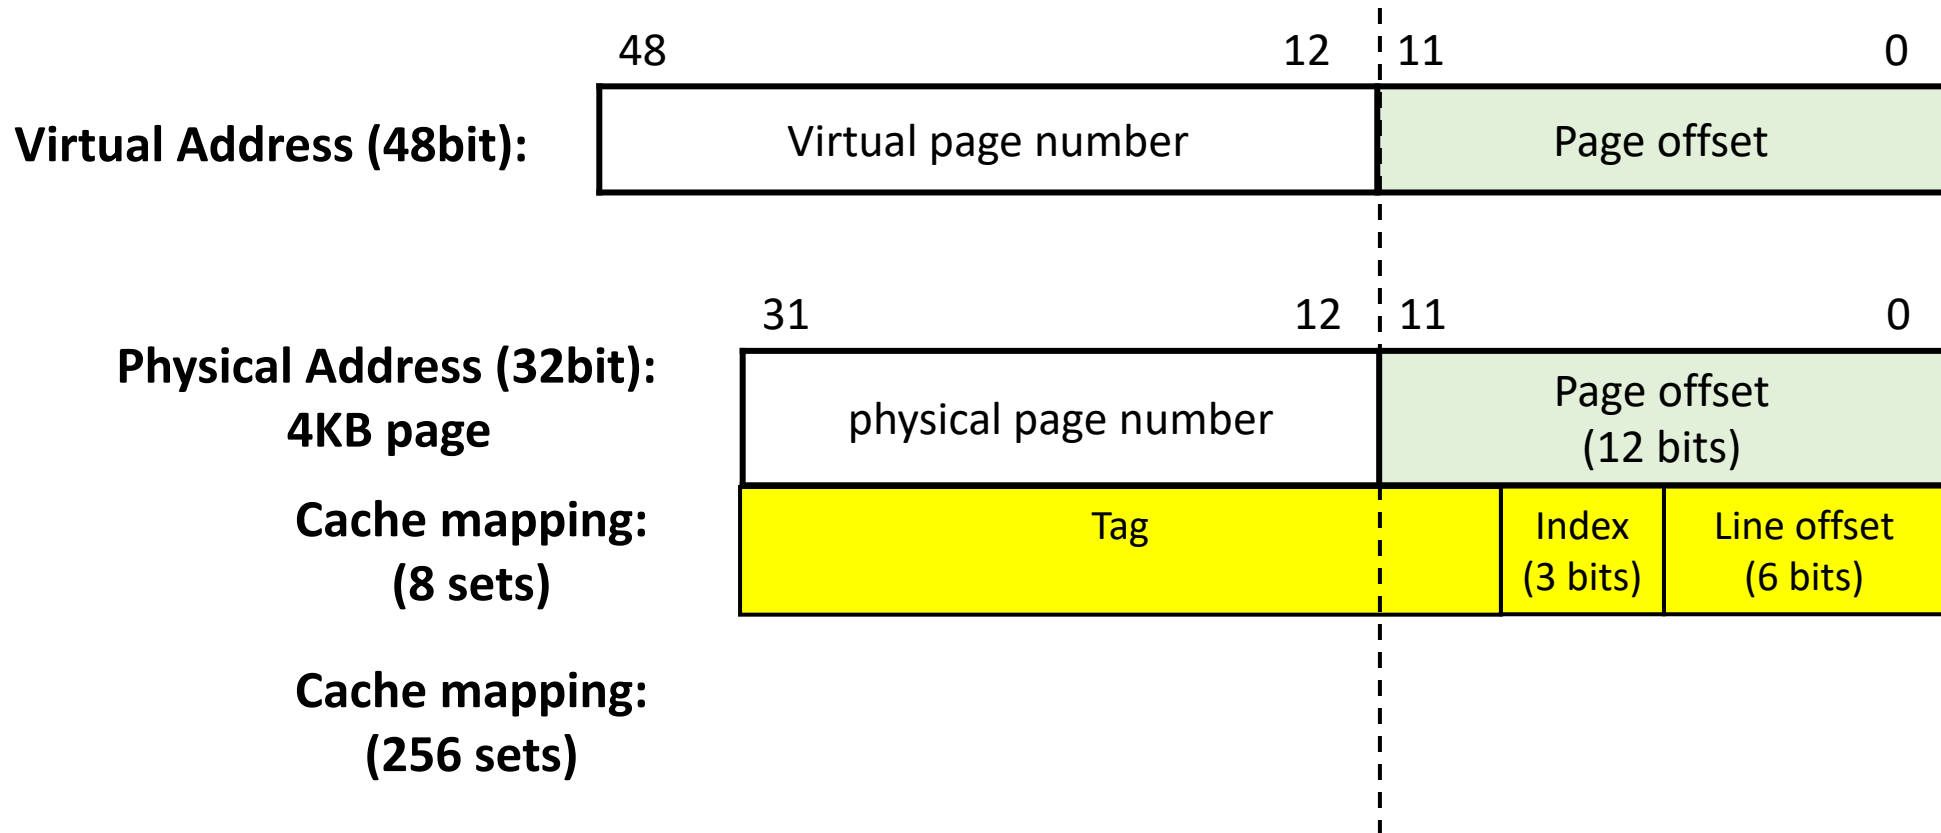 48 12 11 0
Virtual Address (48bit): Virtual page number Page offset
31 12 11 0
Physical Address (32bit):
4KB page
physical page number
Page offset
(12 bits)
Cache mapping:
(8 sets)
Tag
Index
(3 bits)
Line offset
(6 bits)
Cache mapping:
(256 sets)